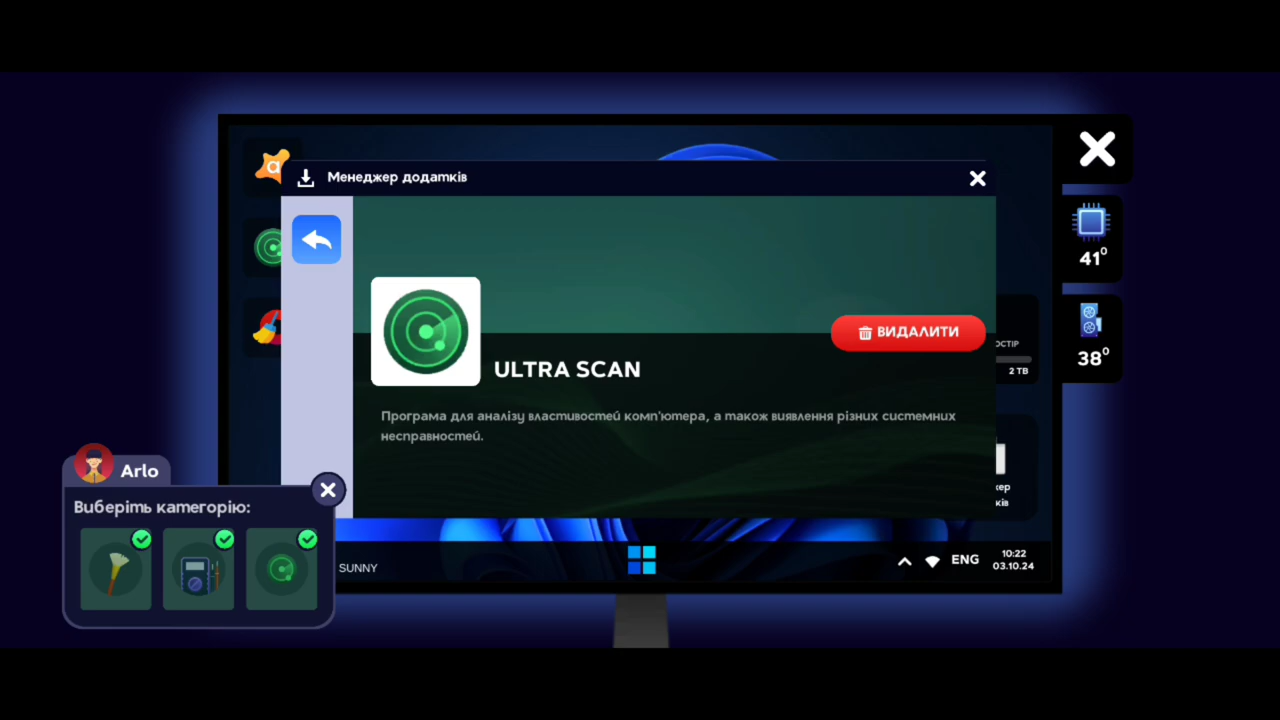 Менеджер додатків
41°
38°
ВИДАЛИТИ
ULTRA SCAN
2 TB
Програма для аналізу властивостей комп'ютера, а також виявлення різних системних
несправностей.
Arlo
Виберіть категорію:
SUNNY
ENG
10:22
03.10.24